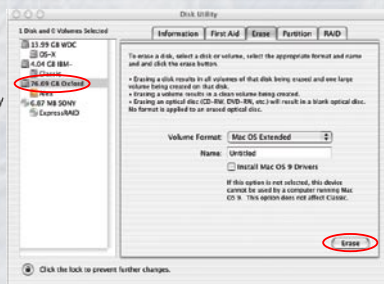 Disk Utility
1 Disk and 0 Volumes Selected
13.99 GB WDC
OS-X
4.04 GB IBM-
Classic
76.69 GB Oxford
6.87 MB SONY
ExpressRAID
Information
First Aid
Erase
Partition
RAID
To erase a disk, select a disk or volume, select the appropriate format and name
and and click the erase button.
• Erasing a disk results in all volumes of that disk being erased and one large
volume being created on that disk.
• Erasing a volume results in a clean volume being created.
• Erasing an optical disc (CD-RW, DVD-RW, etc.) will result in a blank optical disc.
No format is applied to an erased optical disc.
Volume Format: Mac OS Extended
Name: Untitled
Install Mac OS 9 Drivers
If this option is not selected, this device
cannot be used by a computer running Mac
OS 9. This option does not affect Classic.
Erase
Click the lock to prevent further changes.